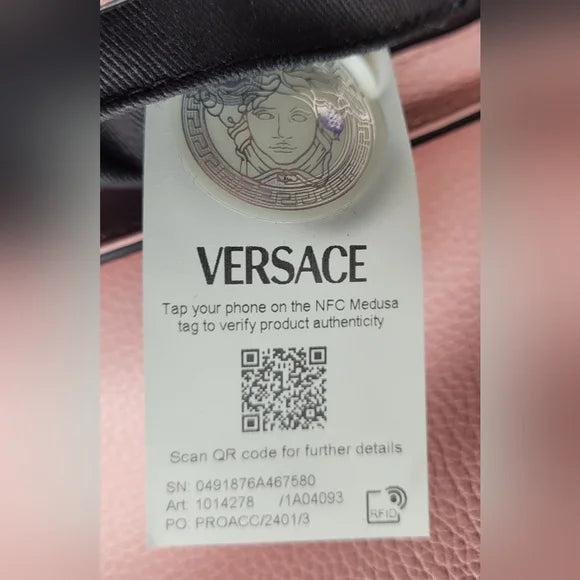 VERSACE
Tap your phone on the NFC Medusa
tag to verify product authenticity
Scan QR code for further details
SN: 0491876A467580
Art: 1014278 /1A04093
PO: PROACC/2401/3
RFID